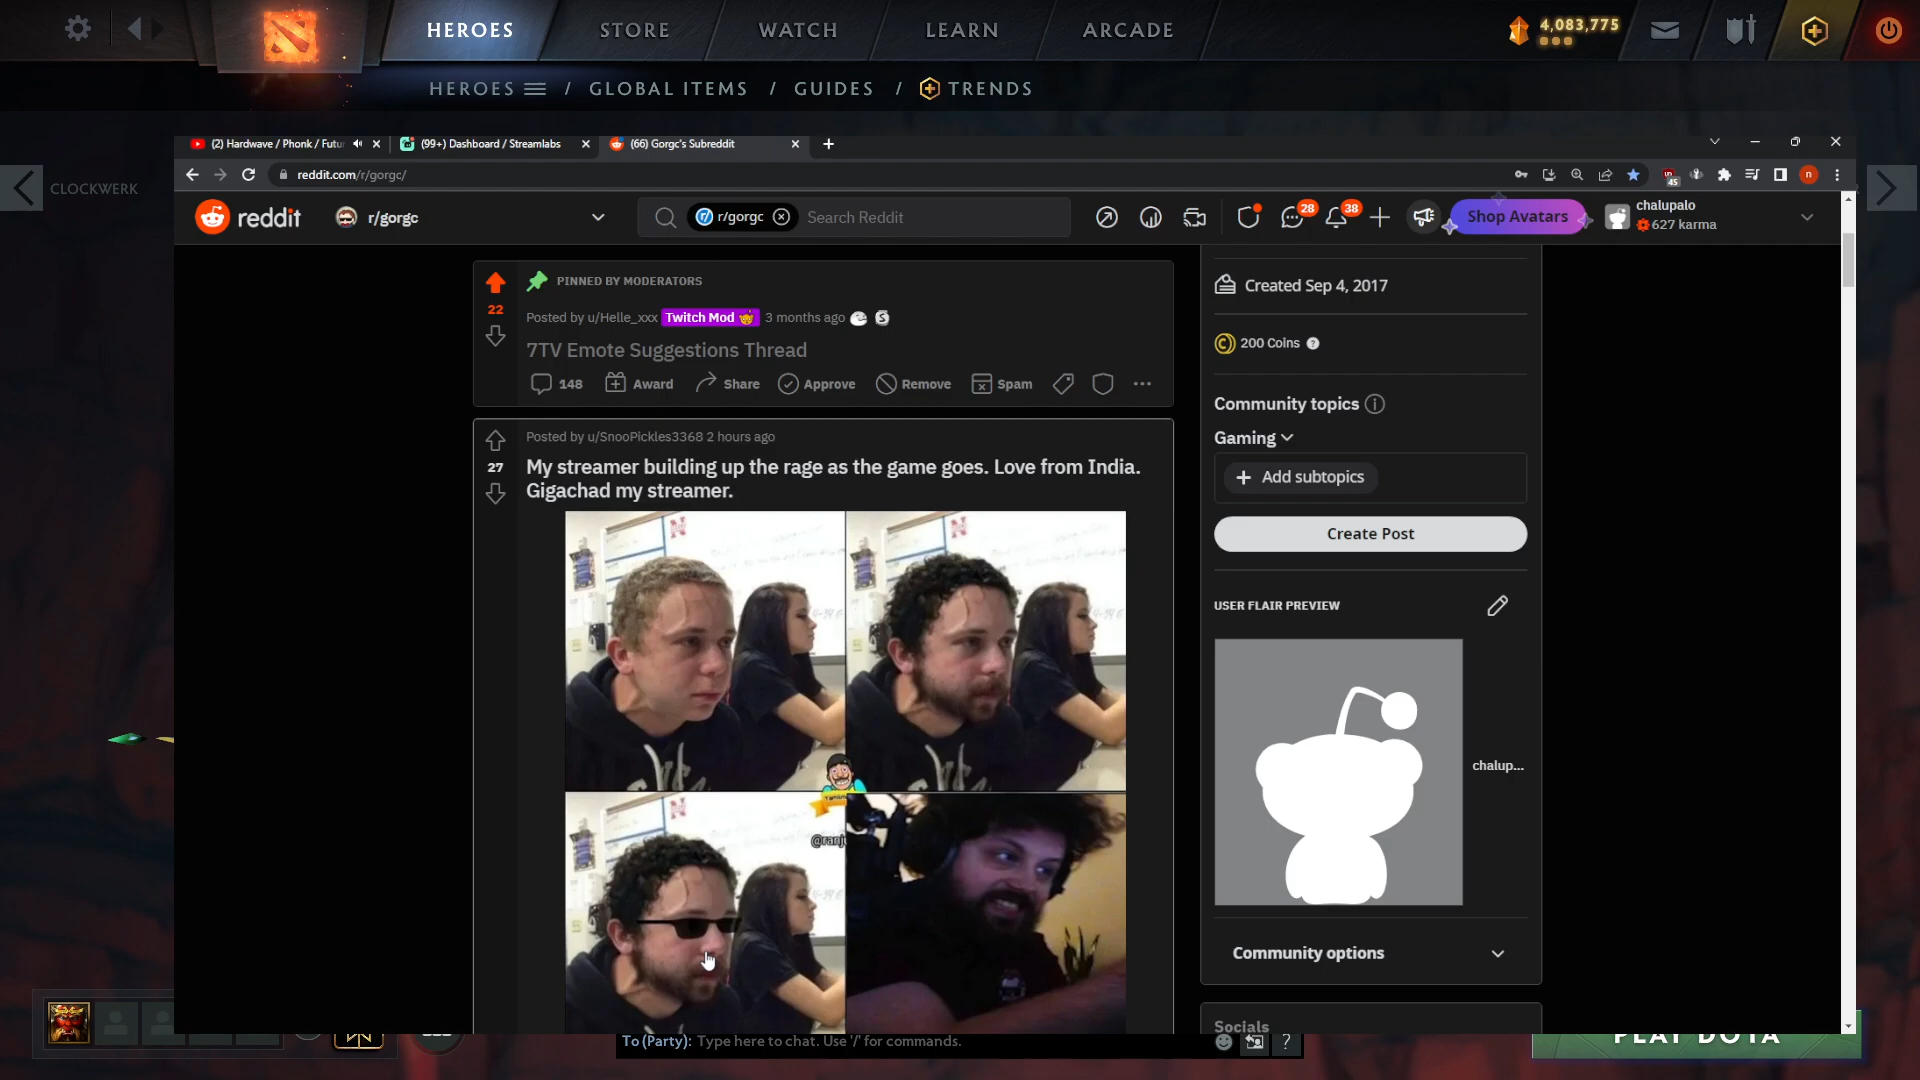 HEROES
STORE
WATCH
LEARN
ARCADE
4,083,775
HEROES / GLOBAL ITEMS / GUIDES / TRENDS
CLOCKWERK
(2) Hardwave / Phonk / Futu
(99+) Dashboard / Streamlabs
(66) Gorgc's Subreddit
reddit.com/r/gorgc/
45
n
reddit
r/gorgc
r/gorgc
Search Reddit
28
38
Shop Avatars
chalupalo
627 karma
PINNED BY MODERATORS
22
Posted by u/Helle_xxx Twitch Mod 3 months ago
7TV Emote Suggestions Thread
148 Award Share Approve Remove Spam
Posted by u/SnooPickles3368 2 hours ago
27
My streamer building up the rage as the game goes. Love from India.
Gigachad my streamer.
N
N
@ranj
Created Sep 4, 2017
200 Coins
Community topics
Gaming
Add subtopics
Create Post
USER FLAIR PREVIEW
chalup...
Community options
Socials
To (Party): Type here to chat. Use '/' for commands.
?
PLAY DOTA